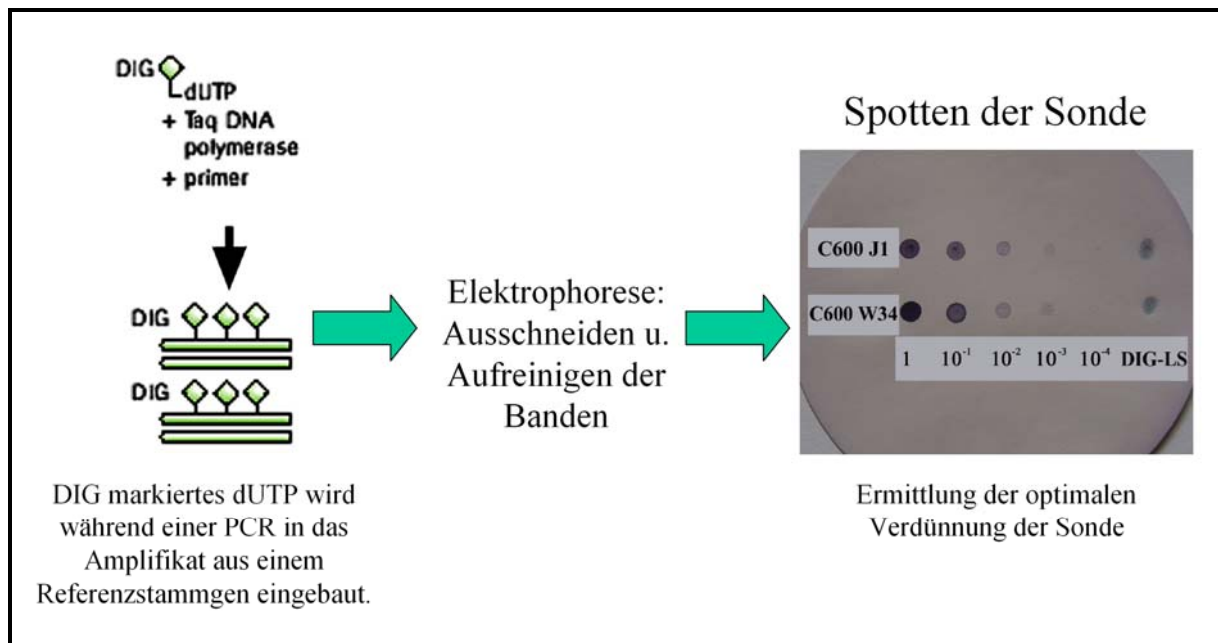 DIG
dUTP
+ Taq DNA
polymerase
+ primer
DIG
DIG
DIG markiertes dUTP wird
während einer PCR in das
Amplifikat aus einem
Referenzstammgen eingebaut.
Elektrophorese:
Ausschneiden u.
Aufreinigen der
Banden
Spotten der Sonde
C600 J1
C600 W34
1 10⁻¹ 10⁻² 10⁻³ 10⁻⁴ DIG-LS
Ermittlung der optimalen
Verdünnung der Sonde